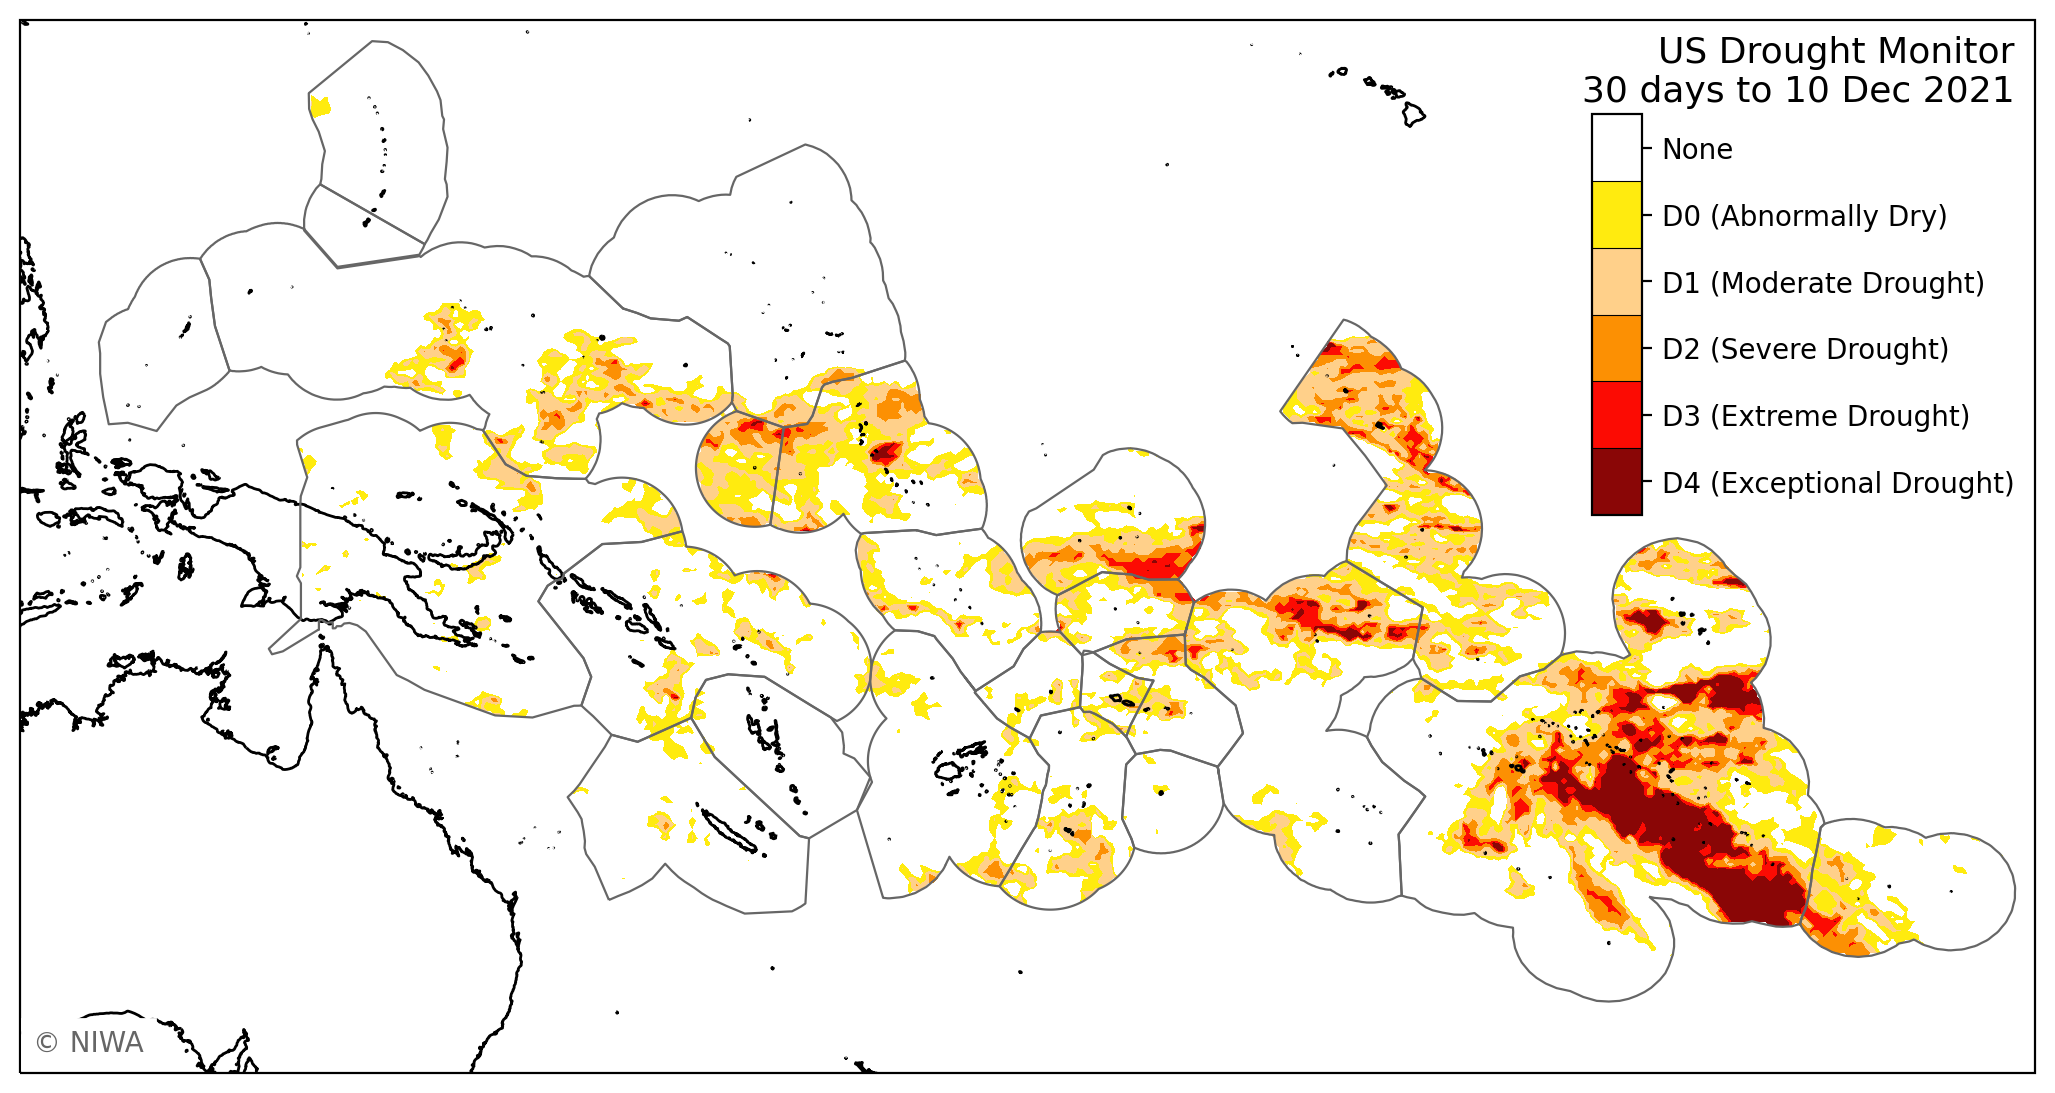 US Drought Monitor
30 days to 10 Dec 2021
None
D0 (Abnormally Dry)
D1 (Moderate Drought)
D2 (Severe Drought)
D3 (Extreme Drought)
D4 (Exceptional Drought)
© NIWA